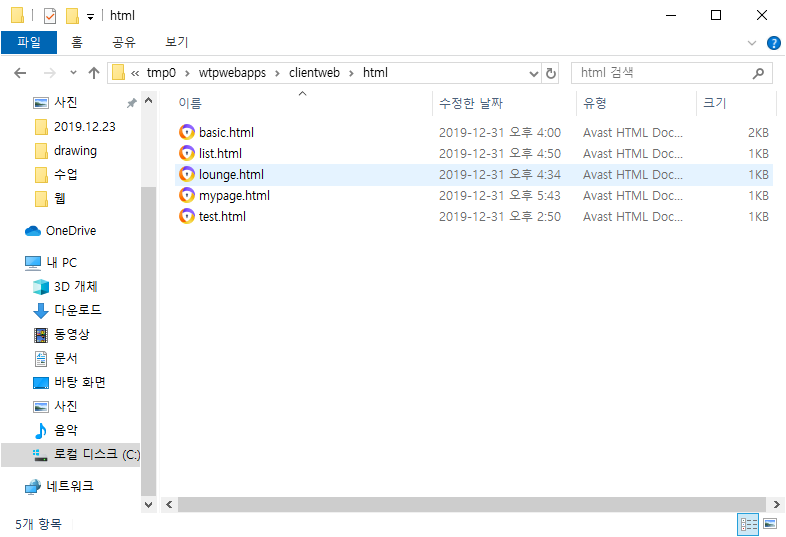 html
파일 홈 공유 보기
« tmp0 › wtpwebapps › clientweb › html
html 검색
사진
2019.12.23
drawing
수업
웹
OneDrive
내 PC
3D 개체
다운로드
동영상
문서
바탕 화면
사진
음악
로컬 디스크 (C:)
네트워크
이름 수정한 날짜 유형 크기
basic.html 2019-12-31 오후 4:00 Avast HTML Doc... 2KB
list.html 2019-12-31 오후 4:50 Avast HTML Doc... 1KB
lounge.html 2019-12-31 오후 4:34 Avast HTML Doc... 1KB
mypage.html 2019-12-31 오후 5:43 Avast HTML Doc... 1KB
test.html 2019-12-31 오후 2:50 Avast HTML Doc... 1KB
5개 항목